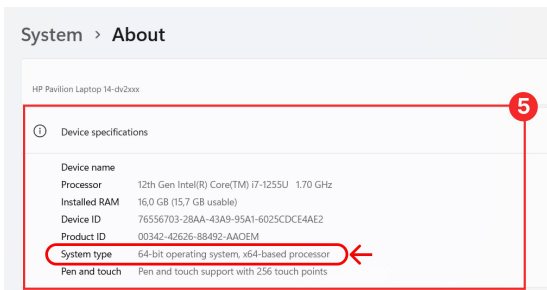 System > About
HP Pavilion Laptop 14-dv2xxx
5
Device specifications
Device name
Processor 12th Gen Intel(R) Core(TM) i7-1255U 1.70 GHz
Installed RAM 16,0 GB (15,7 GB usable)
Device ID 76556703-28AA-43A9-95A1-6025CDCE4AE2
Product ID 00342-42626-88492-AAOEM
System type 64-bit operating system, x64-based processor
Pen and touch Pen and touch support with 256 touch points